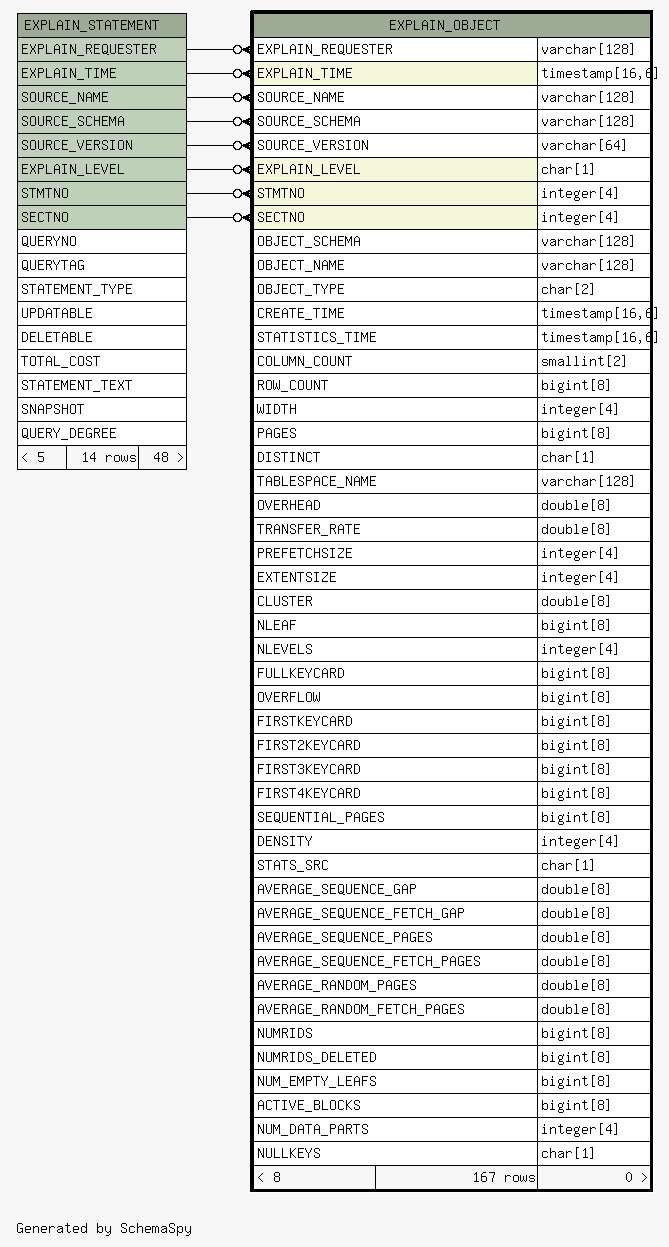 EXPLAIN_STATEMENT
EXPLAIN_REQUESTER
EXPLAIN_TIME
SOURCE_NAME
SOURCE_SCHEMA
SOURCE_VERSION
EXPLAIN_LEVEL
STMTNO
SECTNO
QUERYNO
QUERYTAG
STATEMENT_TYPE
UPDATABLE
DELETABLE
TOTAL_COST
STATEMENT_TEXT
SNAPSHOT
QUERY_DEGREE
< 5 14 rows 48 >
EXPLAIN_OBJECT
EXPLAIN_REQUESTER varchar[128]
EXPLAIN_TIME timestamp[16,6]
SOURCE_NAME varchar[128]
SOURCE_SCHEMA varchar[128]
SOURCE_VERSION varchar[64]
EXPLAIN_LEVEL char[1]
STMTNO integer[4]
SECTNO integer[4]
OBJECT_SCHEMA varchar[128]
OBJECT_NAME varchar[128]
OBJECT_TYPE char[2]
CREATE_TIME timestamp[16,6]
STATISTICS_TIME timestamp[16,6]
COLUMN_COUNT smallint[2]
ROW_COUNT bigint[8]
WIDTH integer[4]
PAGES bigint[8]
DISTINCT char[1]
TABLESPACE_NAME varchar[128]
OVERHEAD double[8]
TRANSFER_RATE double[8]
PREFETCHSIZE integer[4]
EXTENTSIZE integer[4]
CLUSTER double[8]
NLEAF bigint[8]
NLEVELS integer[4]
FULLKEYCARD bigint[8]
OVERFLOW bigint[8]
FIRSTKEYCARD bigint[8]
FIRST2KEYCARD bigint[8]
FIRST3KEYCARD bigint[8]
FIRST4KEYCARD bigint[8]
SEQUENTIAL_PAGES bigint[8]
DENSITY integer[4]
STATS_SRC char[1]
AVERAGE_SEQUENCE_GAP double[8]
AVERAGE_SEQUENCE_FETCH_GAP double[8]
AVERAGE_SEQUENCE_PAGES double[8]
AVERAGE_SEQUENCE_FETCH_PAGES double[8]
AVERAGE_RANDOM_PAGES double[8]
AVERAGE_RANDOM_FETCH_PAGES double[8]
NUMRIDS bigint[8]
NUMRIDS_DELETED bigint[8]
NUM_EMPTY_LEAFS bigint[8]
ACTIVE_BLOCKS bigint[8]
NUM_DATA_PARTS integer[4]
NULLKEYS char[1]
< 8 167 rows 0 >
Generated by SchemaSpy